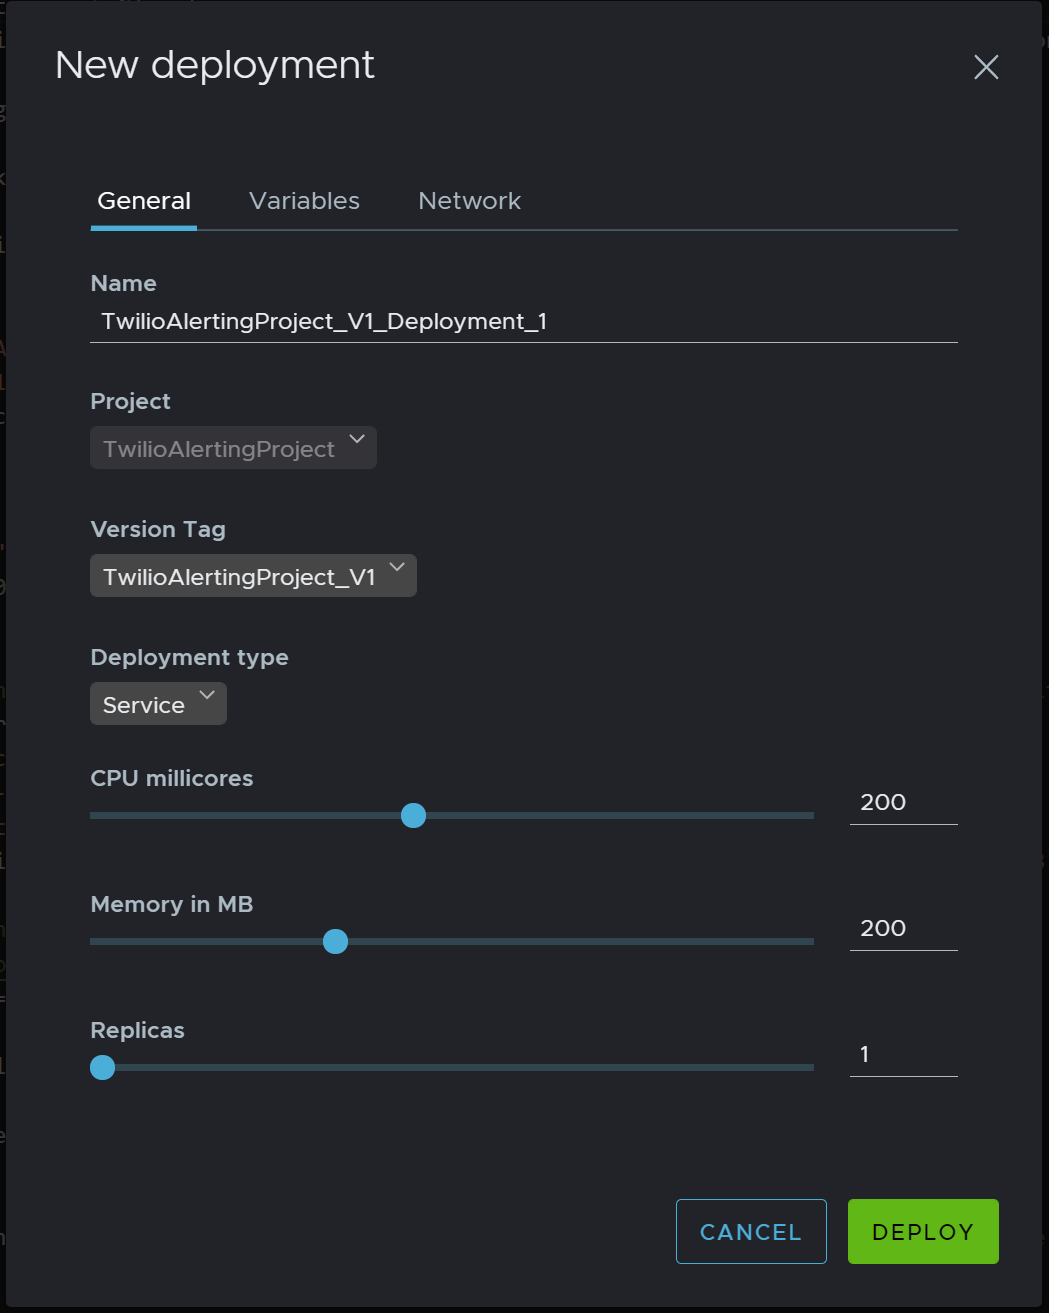 New deployment
General Variables Network
Name
TwilioAlertingProject_V1_Deployment_1
Project
TwilioAlertingProject
Version Tag
TwilioAlertingProject_V1
Deployment type
Service
CPU millicores
200
Memory in MB
200
Replicas
1
CANCEL DEPLOY